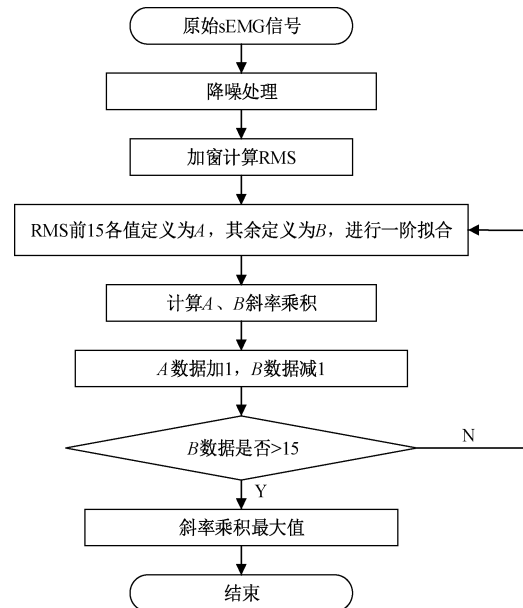 原始sEMG信号
降噪处理
加窗计算RMS
RMS前15各值定义为A，其余定义为B，进行一阶拟合
计算A、B斜率乘积
A数据加1，B数据减1
B数据是否>15
N
Y
斜率乘积最大值
结束